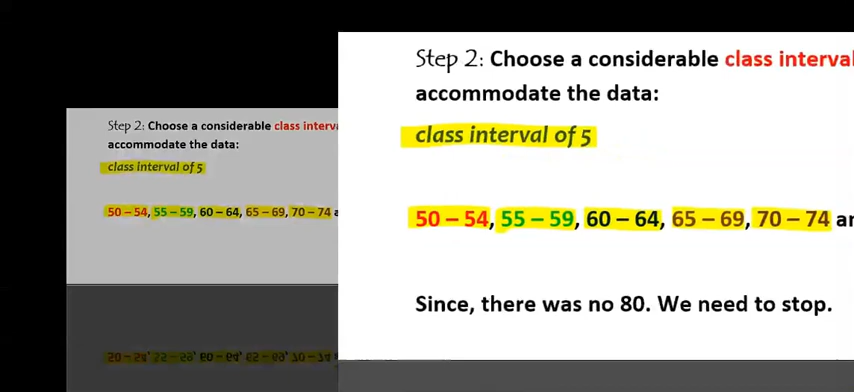 Step 2: Choose a considerable class interval
accommodate the data:
class interval of 5
50 – 54, 55 – 59, 60 – 64, 65 – 69, 70 – 74
Since, there was no 80. We need to stop.
Step 2: Choose a considerable class
accommodate the data:
class interval of 5
50 – 54, 55 – 59, 60 – 64, 65 – 69, 70 – 74